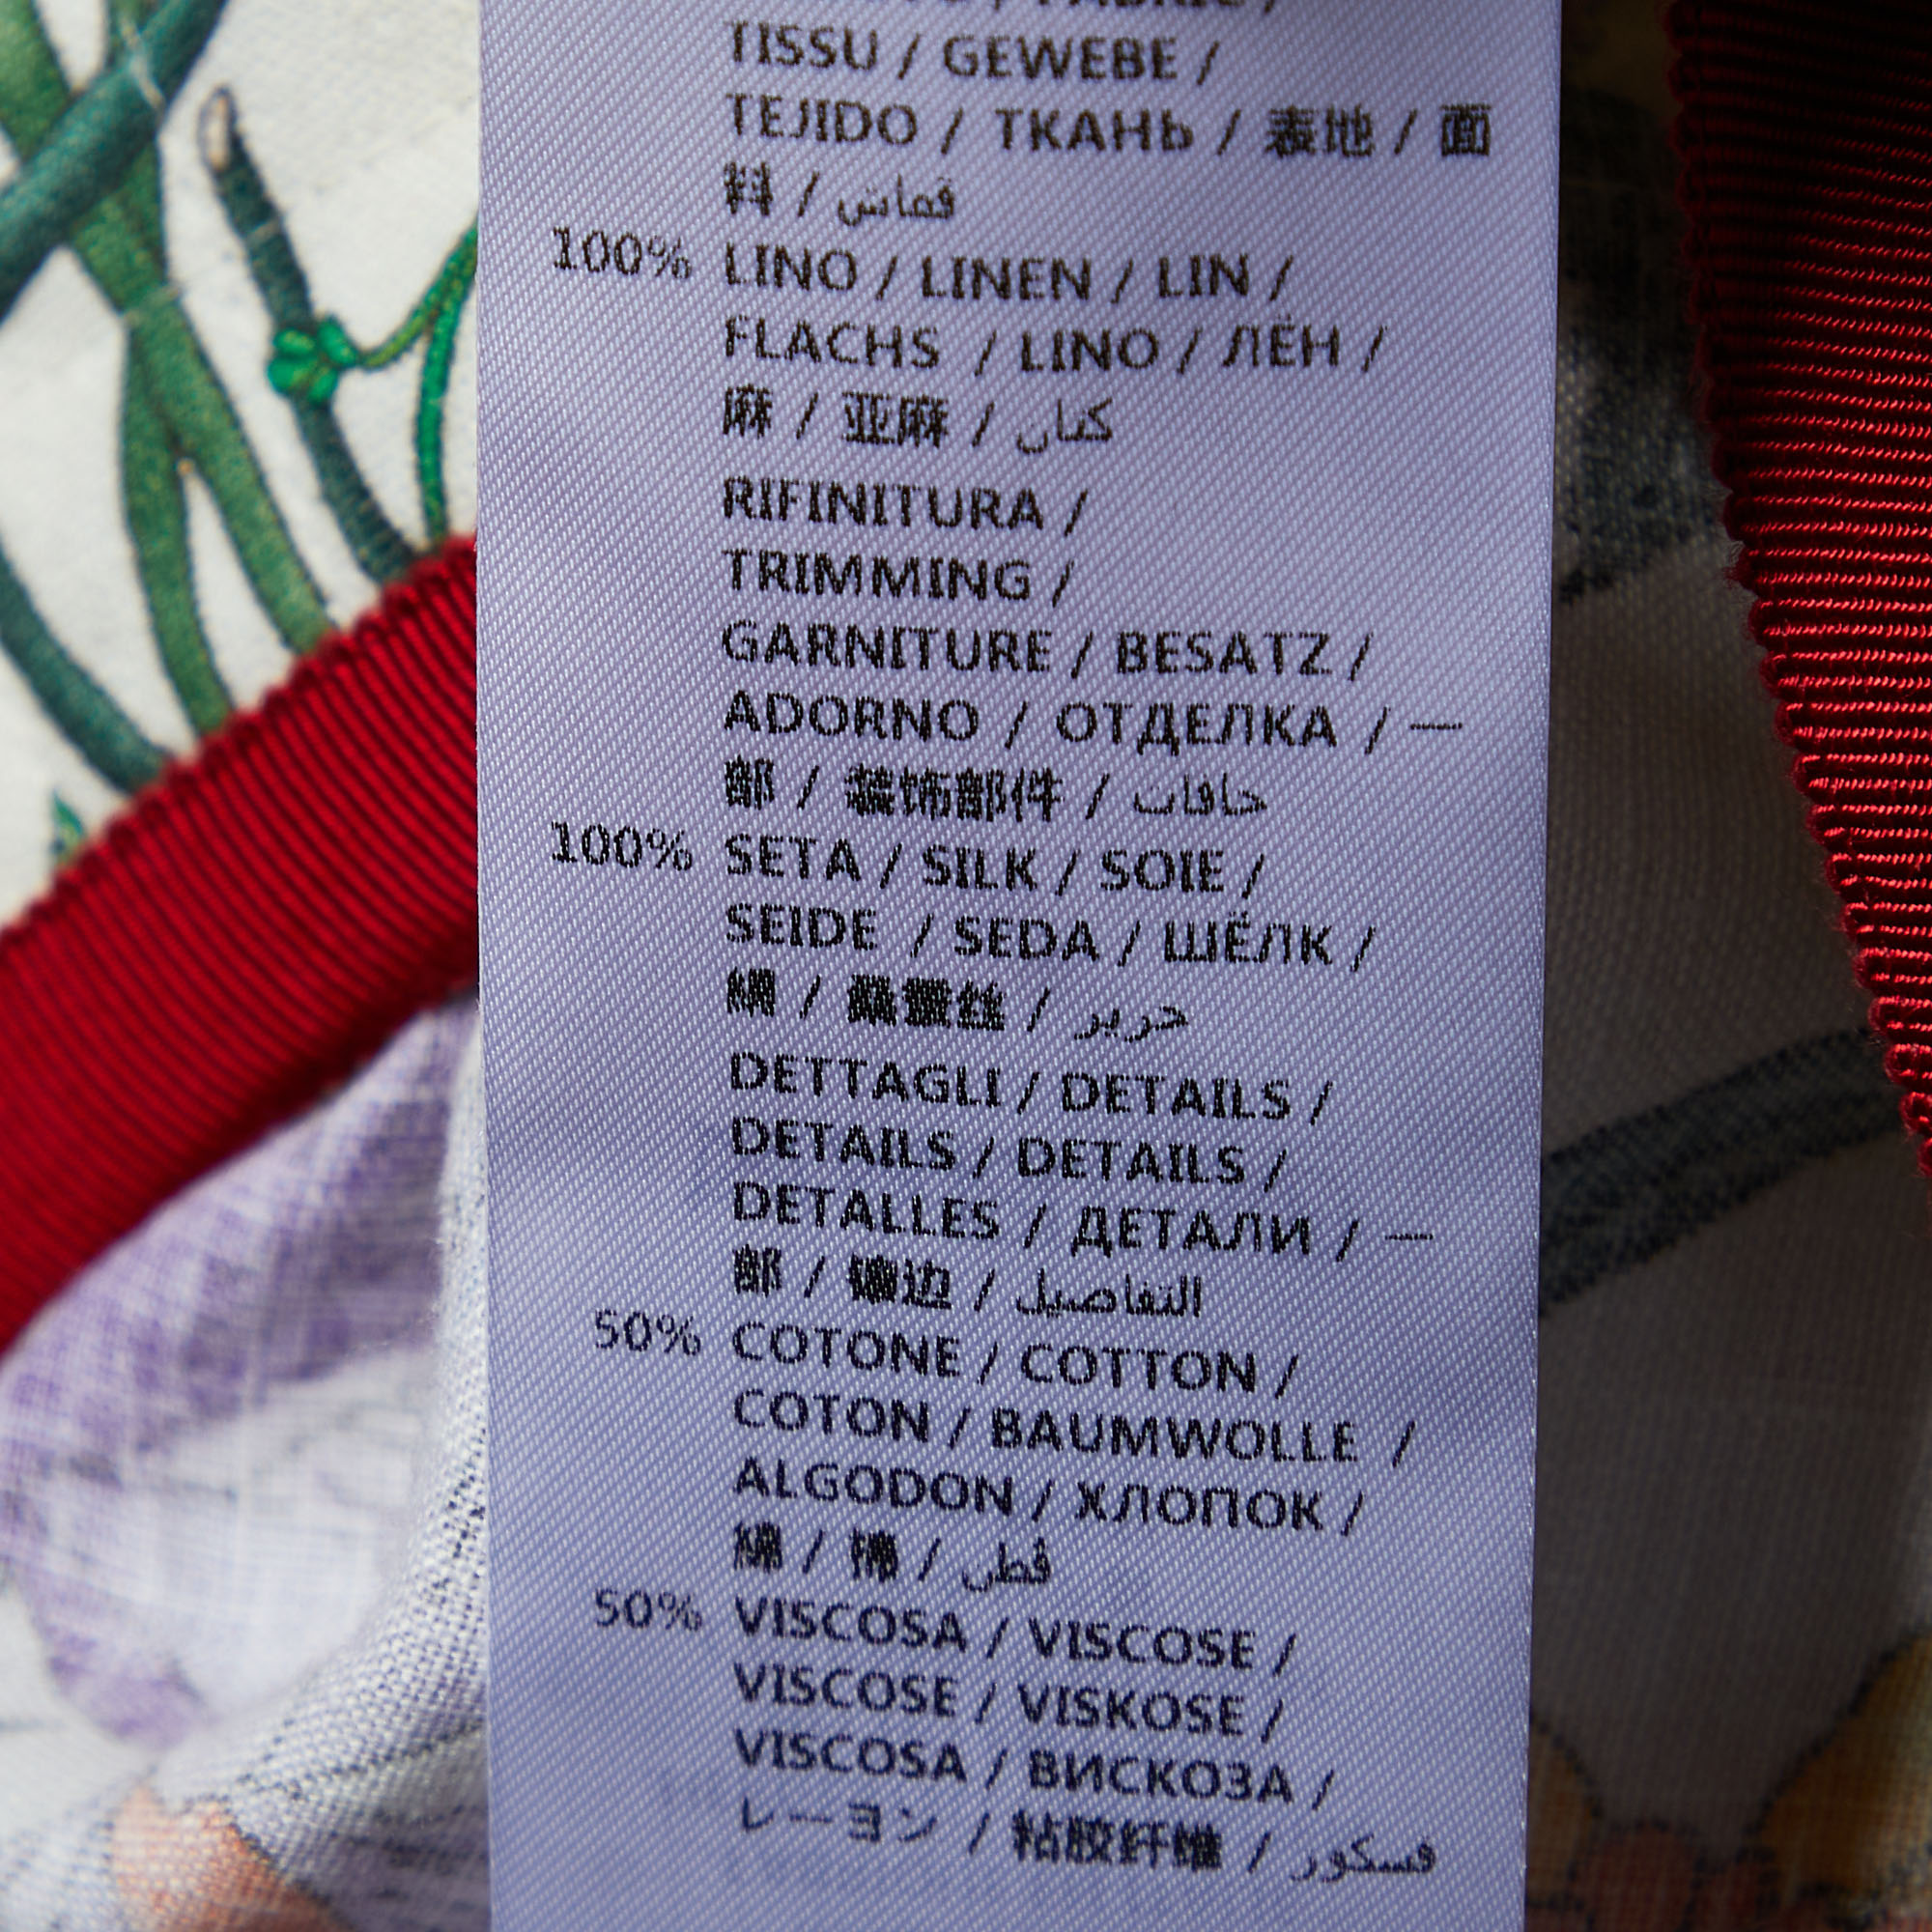 FABRIC /
TISSU / GEWEBE /
TEJIDO / ТКАНЬ / 表地 / 面
料 / قماش
100% LINO / LINEN / LIN /
FLACHS / LINO / ЛЁН /
麻 / 亚麻 / كتان
RIFINITURA /
TRIMMING /
GARNITURE / BESATZ /
ADORNO / ОТДЕЛКА / 一
部 / 装饰部件 / حافات
100% SETA / SILK / SOIE /
SEIDE / SEDA / ШЁЛК /
絹 / 桑蚕丝 / حرير
DETTAGLI / DETAILS /
DETAILS / DETAILS /
DETALLES / ДЕТАЛИ / 一
部 / 镶边 / التفاصيل
50% COTONE / COTTON /
COTON / BAUMWOLLE /
ALGODON / ХЛОПОК /
綿 / 棉 / قطن
50% VISCOSA / VISCOSE /
VISCOSE / VISKOSE /
VISCOSA / ВИСКОЗА /
レーヨン / 粘胶纤维 / فسكور